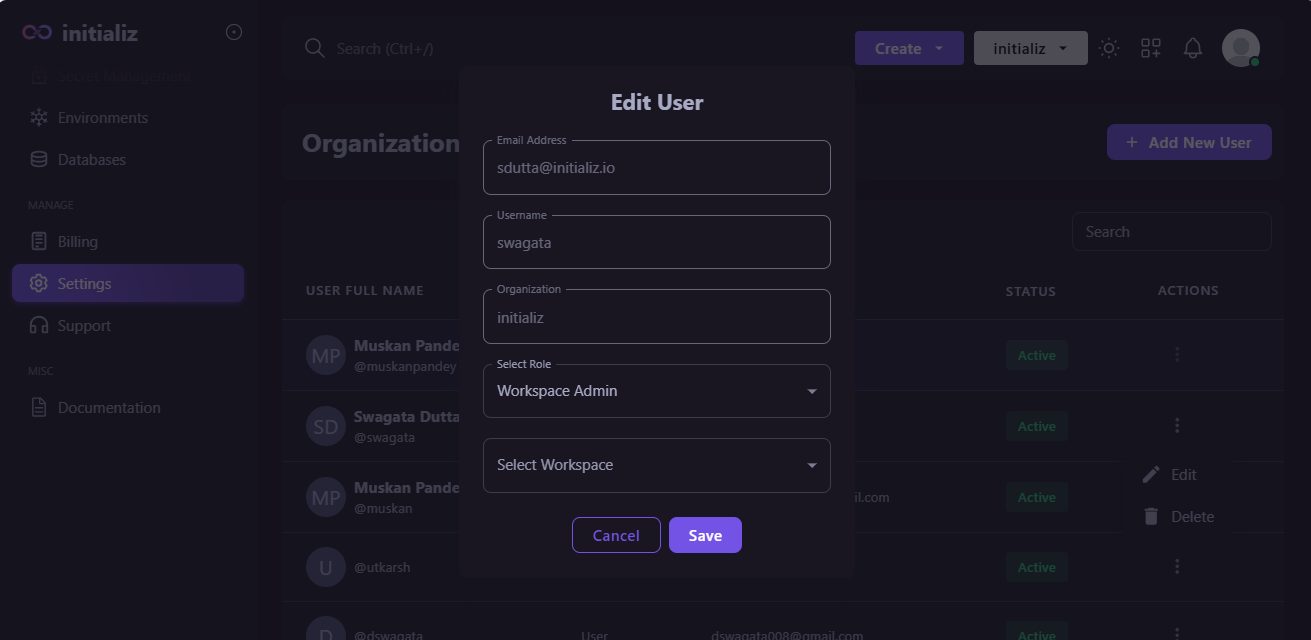 initializ
Secret Management
Environments
Databases
MANAGE
Billing
Settings
Support
MISC
Documentation
Search (Ctrl+/)
Create
initializ
Organization
+ Add New User
Search
USER FULL NAME
STATUS
ACTIONS
MP
Muskan Pande
@muskanpandey
Active
SD
Swagata Dutta
@swagata
Active
MP
Muskan Pande
@muskan
il.com
Active
U
@utkarsh
Active
D
@dswagata
User
dswagata008@gmail.com
Active
Edit
Delete
Edit User
Email Address
sdutta@initializ.io
Username
swagata
Organization
initializ
Select Role
Workspace Admin
Select Workspace
Cancel
Save